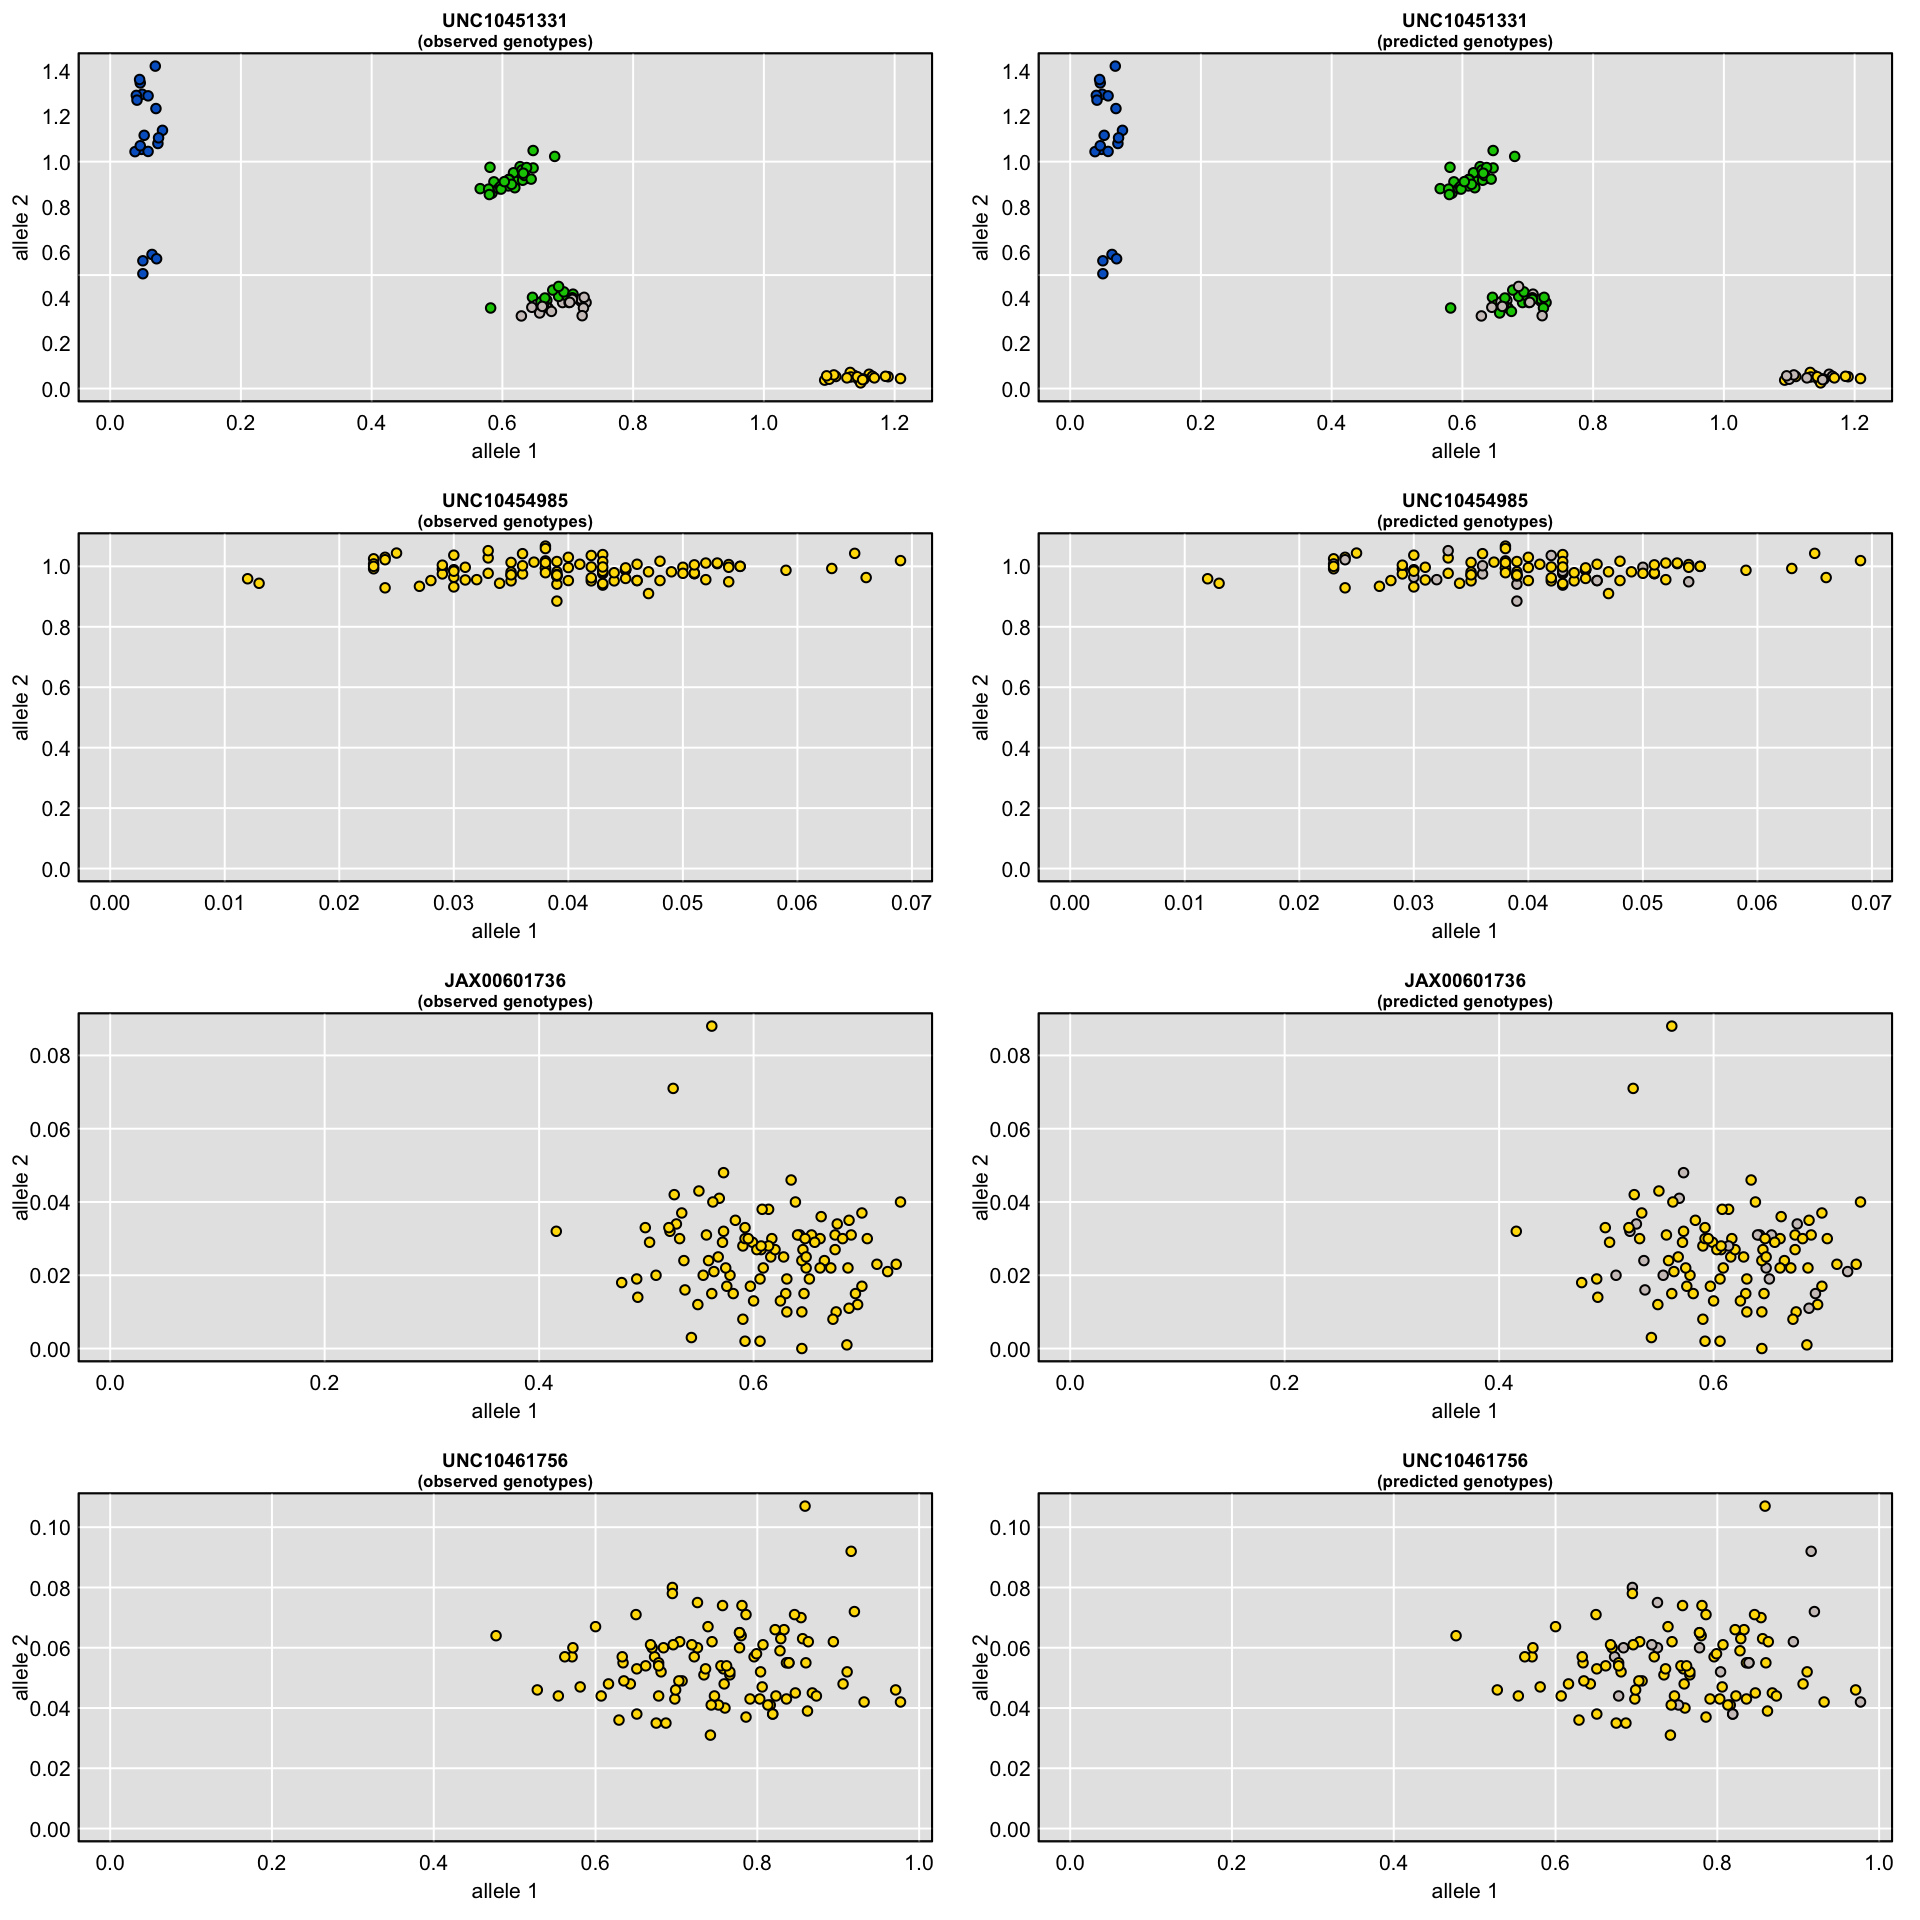 UNC10451331
(observed genotypes)
1.4
1.2
1.0
0.8
0.6
0.4
0.2
0.0
allele 2
0.0 0.2 0.4 0.6 0.8 1.0 1.2
allele 1
UNC10451331
(predicted genotypes)
1.4
1.2
1.0
0.8
0.6
0.4
0.2
0.0
allele 2
0.0 0.2 0.4 0.6 0.8 1.0 1.2
allele 1
UNC10454985
(observed genotypes)
1.0
0.8
0.6
0.4
0.2
0.0
allele 2
0.00 0.01 0.02 0.03 0.04 0.05 0.06 0.07
allele 1
UNC10454985
(predicted genotypes)
1.0
0.8
0.6
0.4
0.2
0.0
allele 2
0.00 0.01 0.02 0.03 0.04 0.05 0.06 0.07
allele 1
JAX00601736
(observed genotypes)
0.08
0.06
0.04
0.02
0.00
allele 2
0.0 0.2 0.4 0.6
allele 1
JAX00601736
(predicted genotypes)
0.08
0.06
0.04
0.02
0.00
allele 2
0.0 0.2 0.4 0.6
allele 1
UNC10461756
(observed genotypes)
0.10
0.08
0.06
0.04
0.02
0.00
allele 2
0.0 0.2 0.4 0.6 0.8 1.0
allele 1
UNC10461756
(predicted genotypes)
0.10
0.08
0.06
0.04
0.02
0.00
allele 2
0.0 0.2 0.4 0.6 0.8 1.0
allele 1